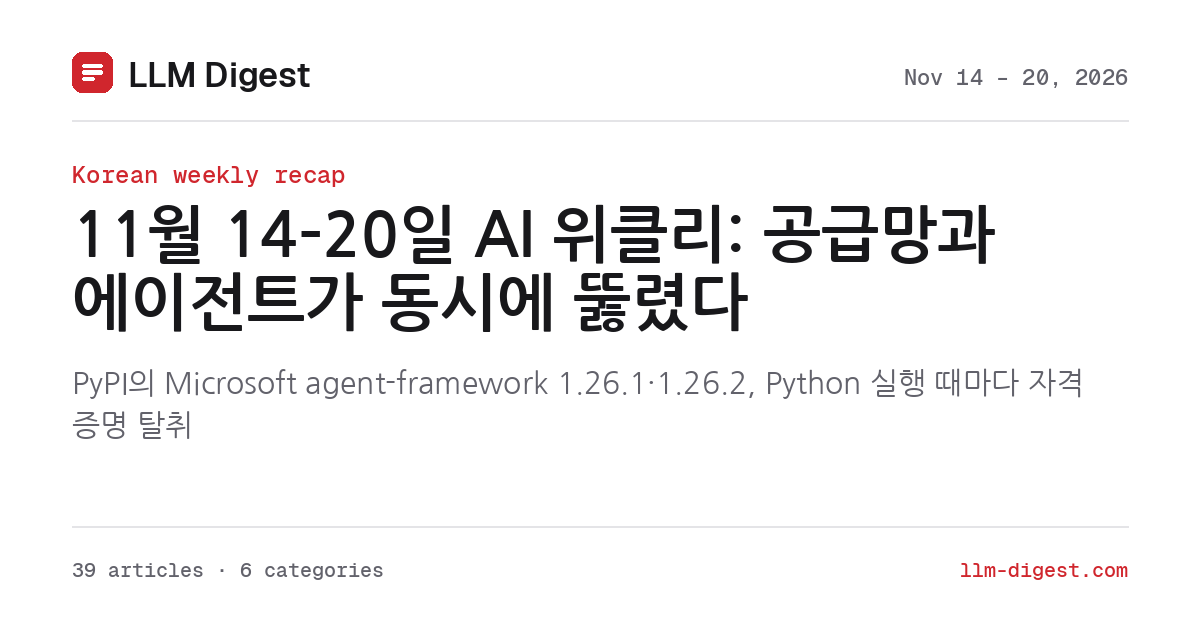 LLM Digest
Nov 14 – 20, 2026
Korean weekly recap
11월 14-20일 AI 위클리: 공급망과
에이전트가 동시에 뚫렸다
PyPI의 Microsoft agent-framework 1.26.1·1.26.2, Python 실행 때마다 자격
증명 탈취
39 articles · 6 categories
llm-digest.com